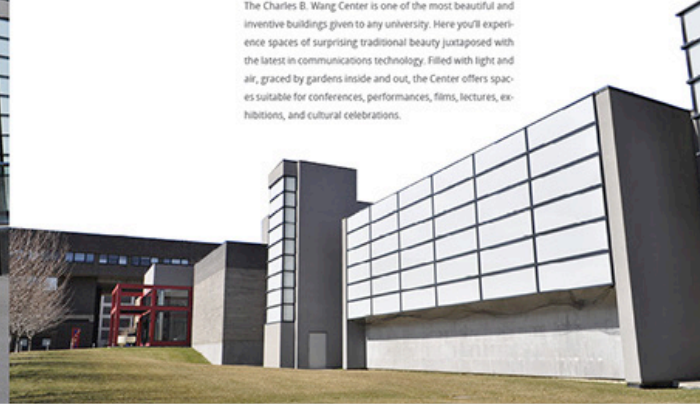 The Charles B. Wang Center is one of the most beautiful and
inventive buildings given to any university. Here you'll experi-
ence spaces of surprising traditional beauty juxtaposed with
the latest in communications technology. Filled with light and
air, graced by gardens inside and out, the Center offers spac-
es suitable for conferences, performances, films, lectures, ex-
hibitions, and cultural celebrations.